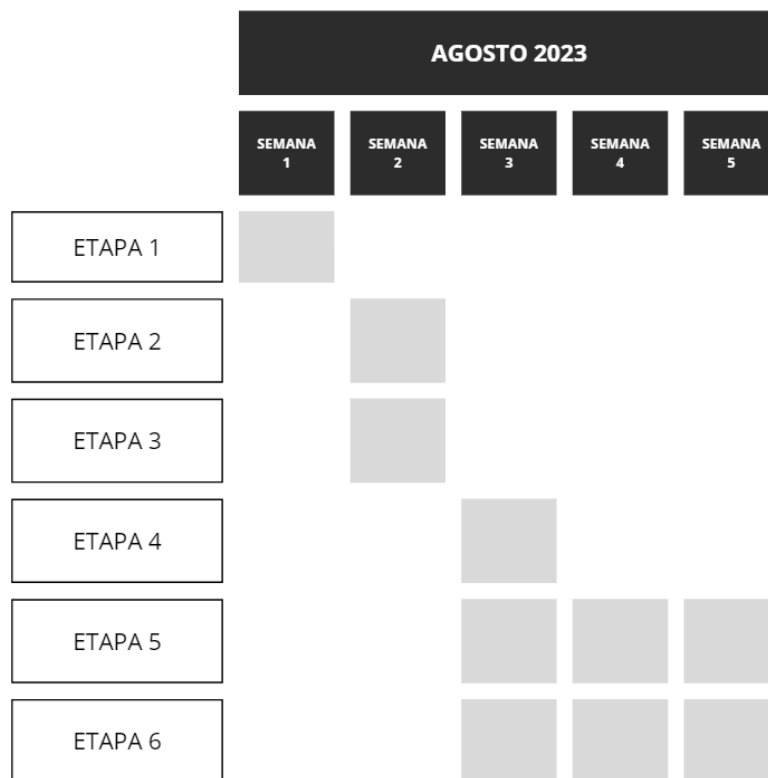 AGOSTO 2023
SEMANA
1
SEMANA
2
SEMANA
3
SEMANA
4
SEMANA
5
ETAPA 1
ETAPA 2
ETAPA 3
ETAPA 4
ETAPA 5
ETAPA 6